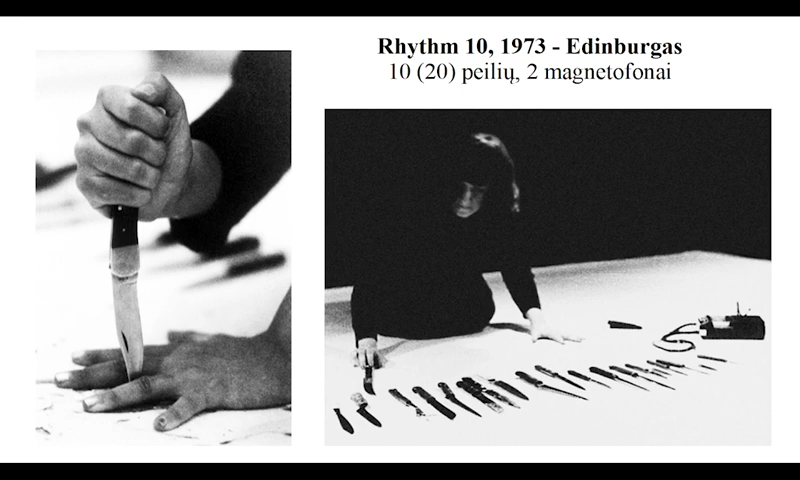 Rhythm 10, 1973 - Edinburgas
10 (20) peilių, 2 magnetofonai